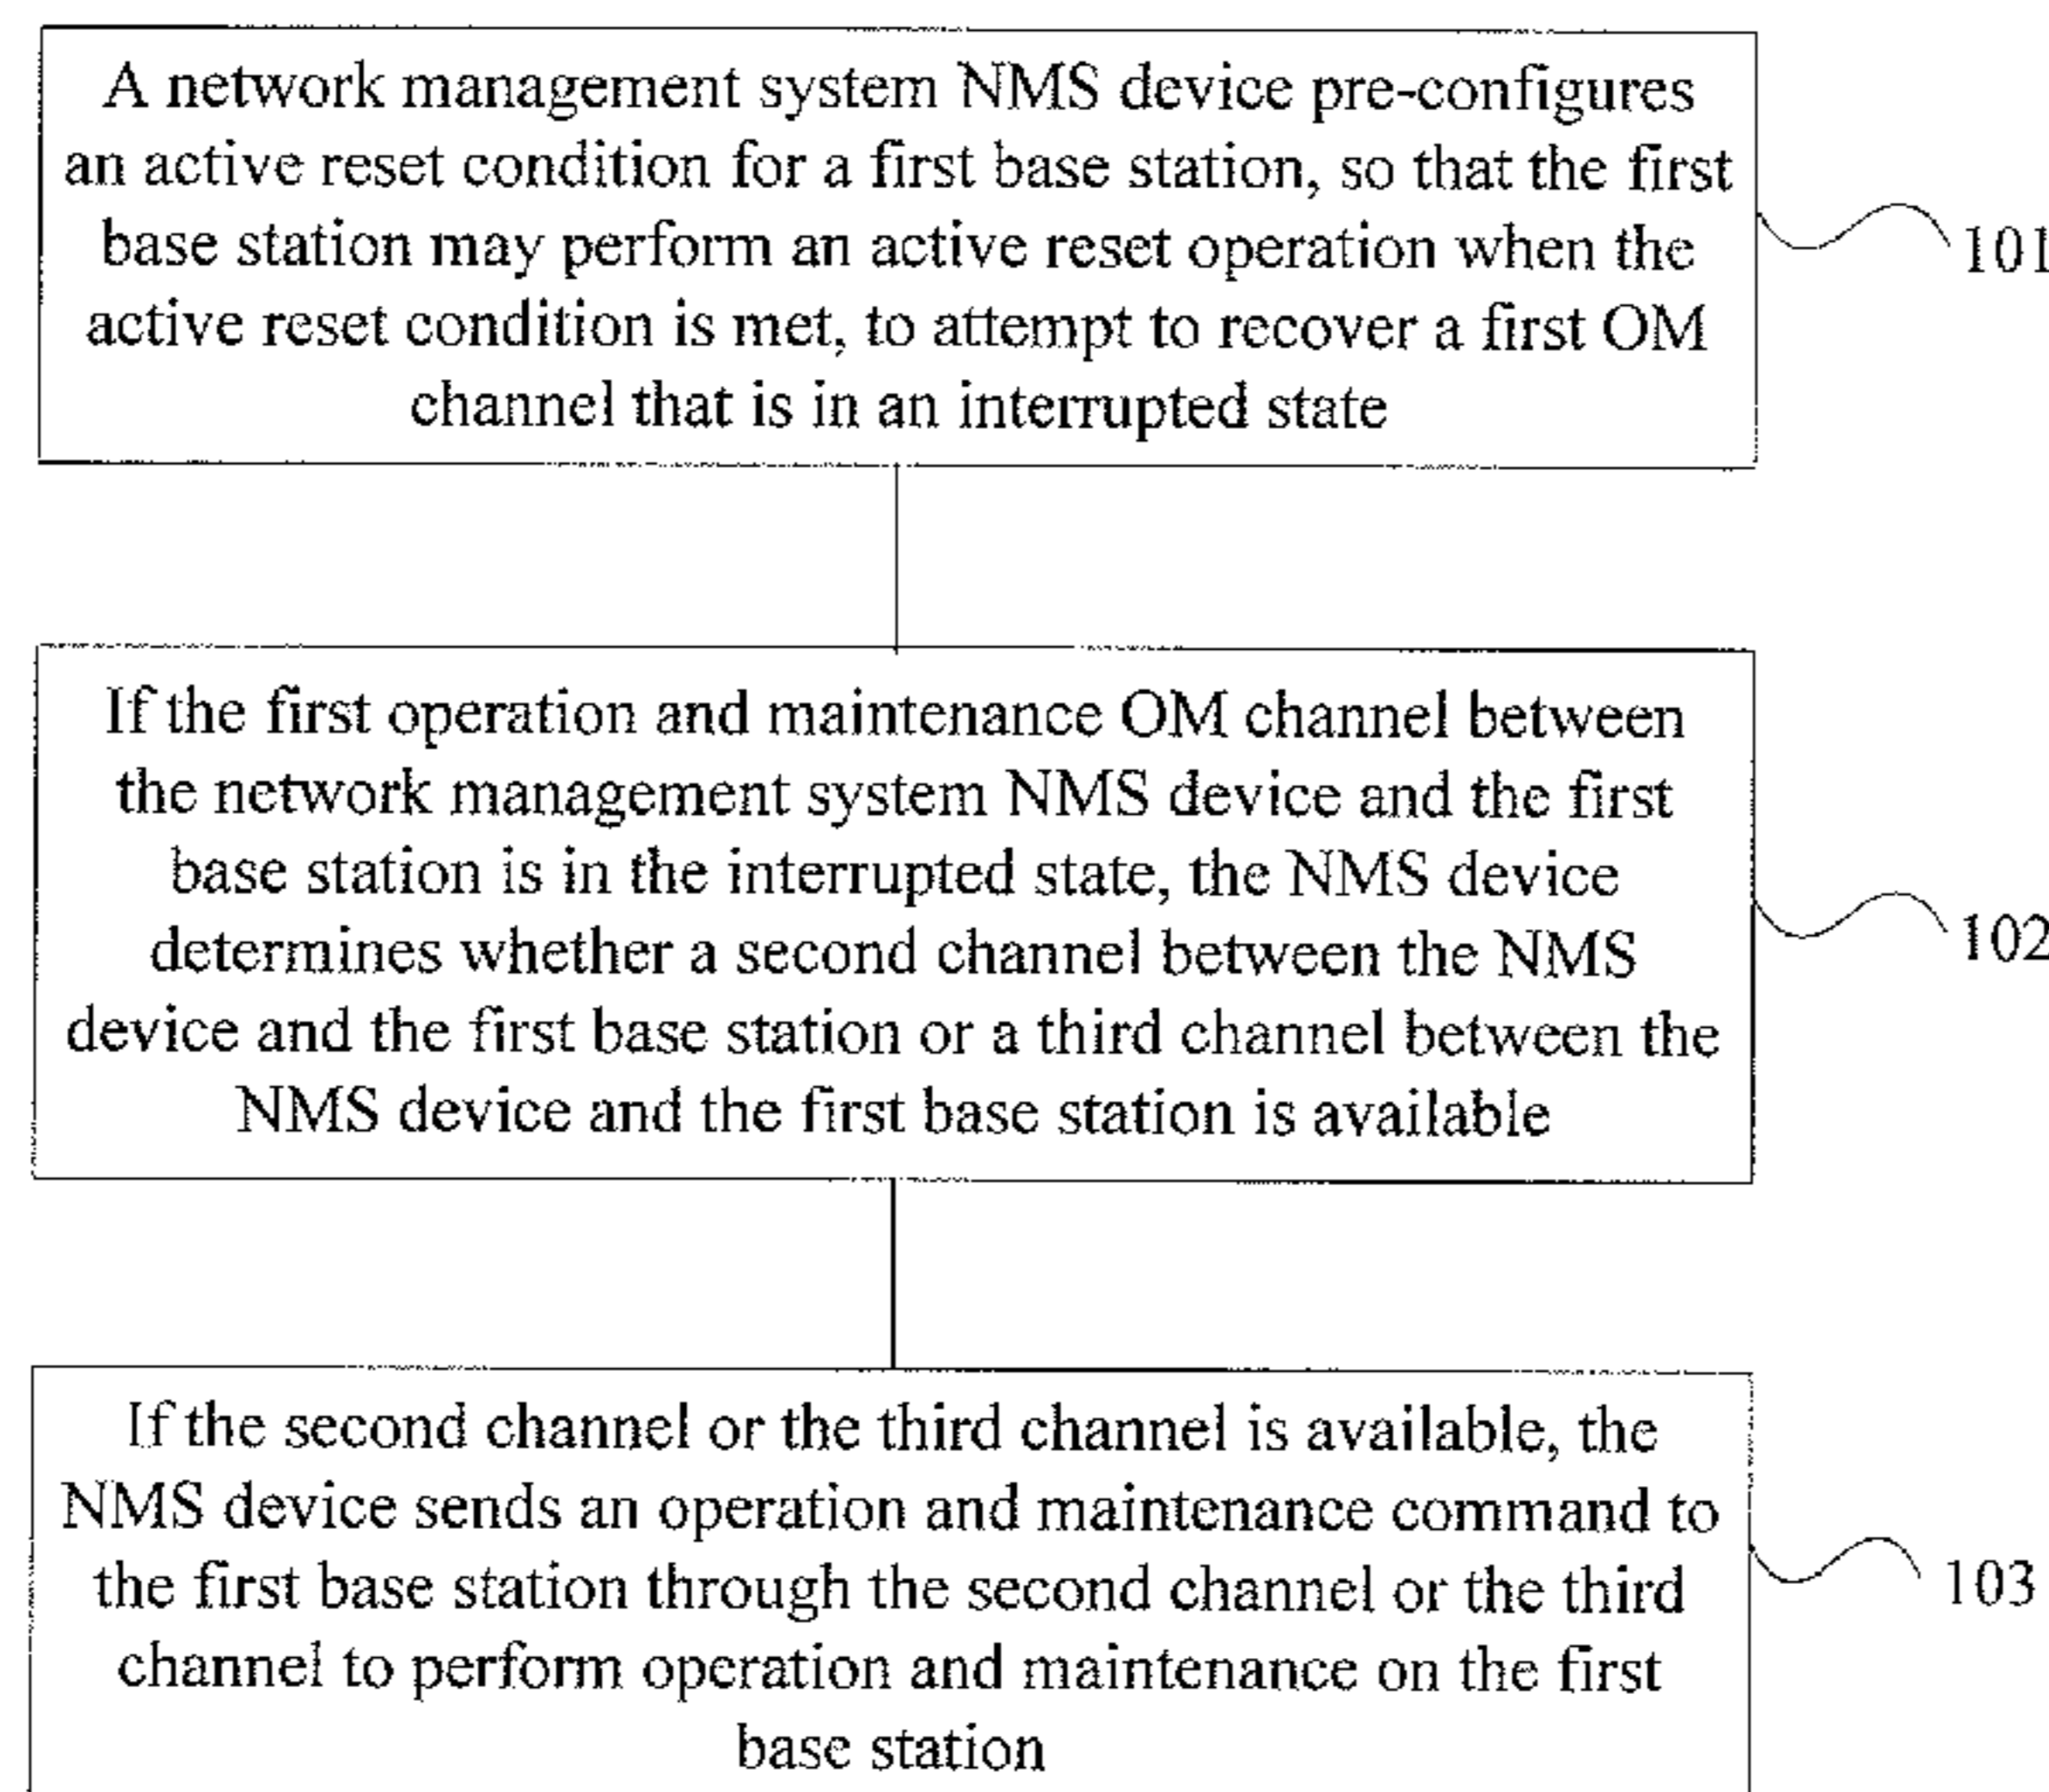 A network management system NMS device pre-configures
an active reset condition for a first base station, so that the first
base station may perform an active reset operation when the
active reset condition is met, to attempt to recover a first OM
channel that is in an interrupted state
101
If the first operation and maintenance OM channel between
the network management system NMS device and the first
base station is in the interrupted state, the NMS device
determines whether a second channel between the NMS
device and the first base station or a third channel between the
NMS device and the first base station is available
102
If the second channel or the third channel is available, the
NMS device sends an operation and maintenance command to
the first base station through the second channel or the third
channel to perform operation and maintenance on the first
base station
103